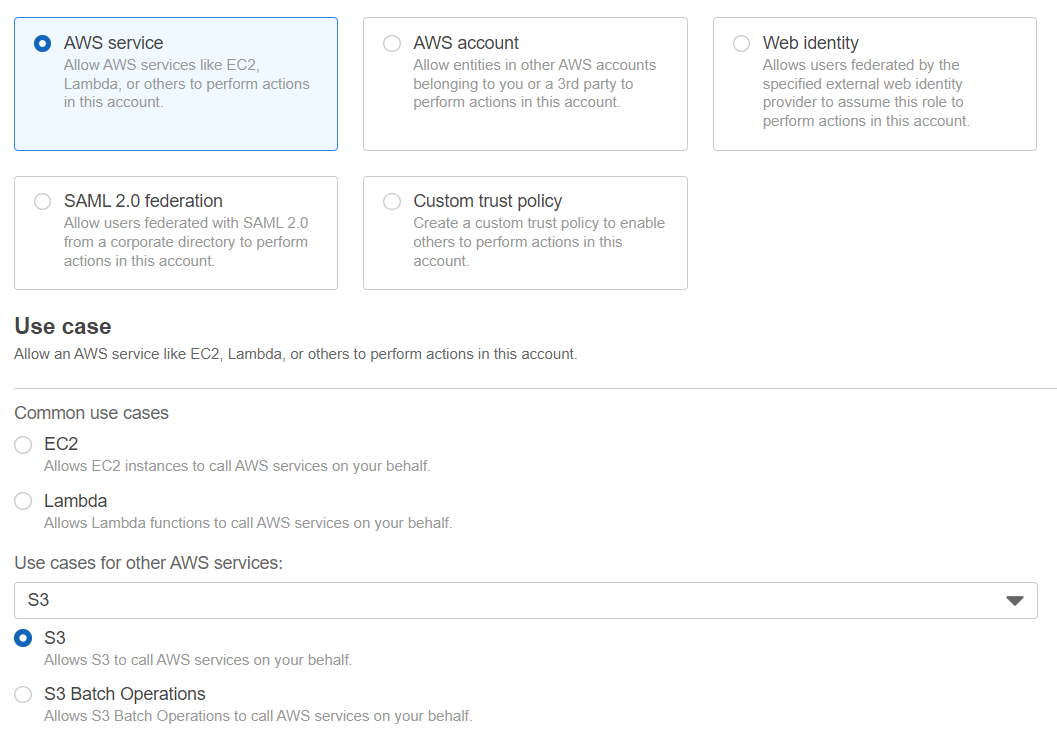 AWS service
Allow AWS services like EC2,
Lambda, or others to perform actions
in this account.
AWS account
Allow entities in other AWS accounts
belonging to you or a 3rd party to
perform actions in this account.
Web identity
Allows users federated by the
specified external web identity
provider to assume this role to
perform actions in this account.
SAML 2.0 federation
Allow users federated with SAML 2.0
from a corporate directory to perform
actions in this account.
Custom trust policy
Create a custom trust policy to enable
others to perform actions in this
account.
Use case
Allow an AWS service like EC2, Lambda, or others to perform actions in this account.
Common use cases
EC2
Allows EC2 instances to call AWS services on your behalf.
Lambda
Allows Lambda functions to call AWS services on your behalf.
Use cases for other AWS services:
S3
S3
Allows S3 to call AWS services on your behalf.
S3 Batch Operations
Allows S3 Batch Operations to call AWS services on your behalf.